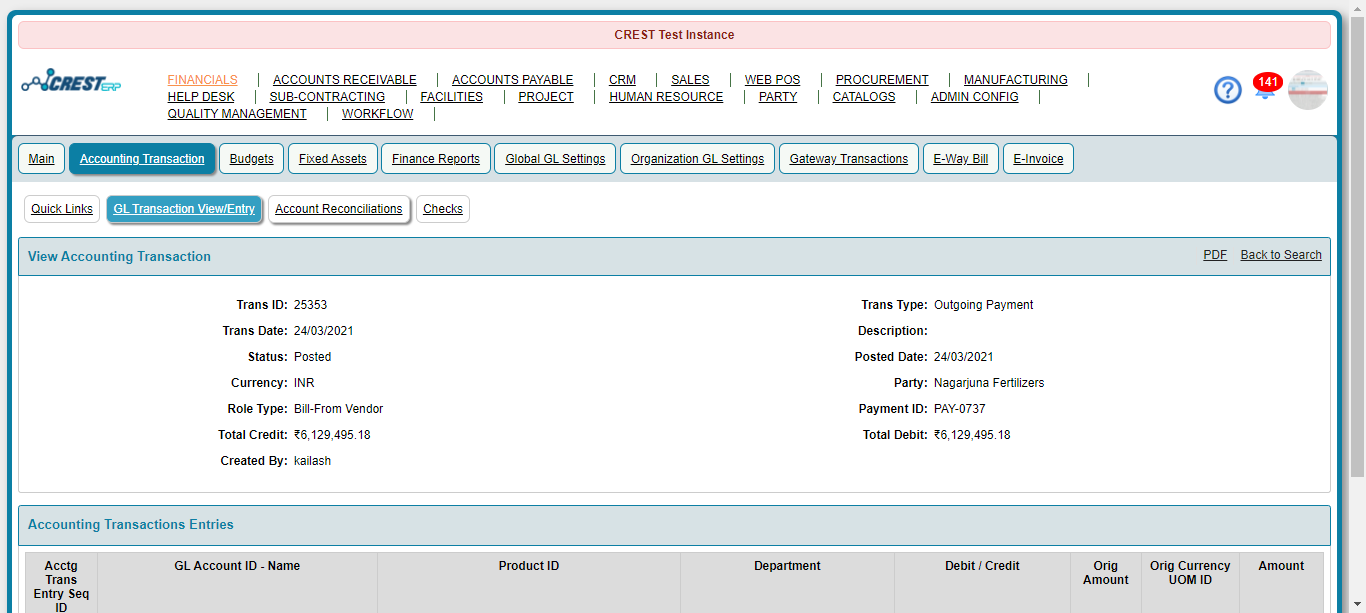 CREST Test Instance
CREST ERP
FINANCIALS | ACCOUNTS RECEIVABLE | ACCOUNTS PAYABLE | CRM | SALES | WEB POS | PROCUREMENT | MANUFACTURING |
HELP DESK | SUB-CONTRACTING | FACILITIES | PROJECT | HUMAN RESOURCE | PARTY | CATALOGS | ADMIN CONFIG |
QUALITY MANAGEMENT | WORKFLOW |
? 141
Main Accounting Transaction Budgets Fixed Assets Finance Reports Global GL Settings Organization GL Settings Gateway Transactions E-Way Bill E-Invoice
Quick Links GL Transaction View/Entry Account Reconciliations Checks
View Accounting Transaction PDF Back to Search
Trans ID: 25353 Trans Type: Outgoing Payment
Trans Date: 24/03/2021 Description:
Status: Posted Posted Date: 24/03/2021
Currency: INR Party: Nagarjuna Fertilizers
Role Type: Bill-From Vendor Payment ID: PAY-0737
Total Credit: ₹6,129,495.18 Total Debit: ₹6,129,495.18
Created By: kailash
Accounting Transactions Entries
Acctg Trans Entry Seq ID GL Account ID - Name Product ID Department Debit / Credit Orig Amount Orig Currency UOM ID Amount